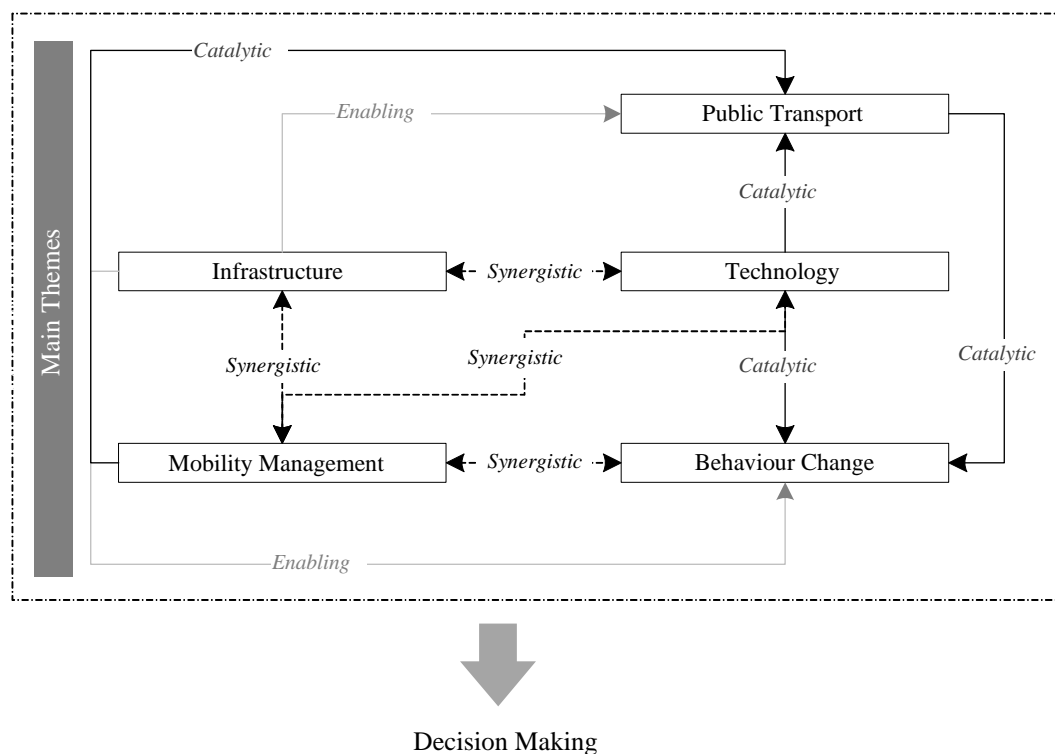 Catalytic
Public Transport
Enabling
Catalytic
Main Themes
Infrastructure
Synergistic
Technology
Synergistic
Synergistic
Catalytic
Catalytic
Mobility Management
Synergistic
Behaviour Change
Enabling
Decision Making